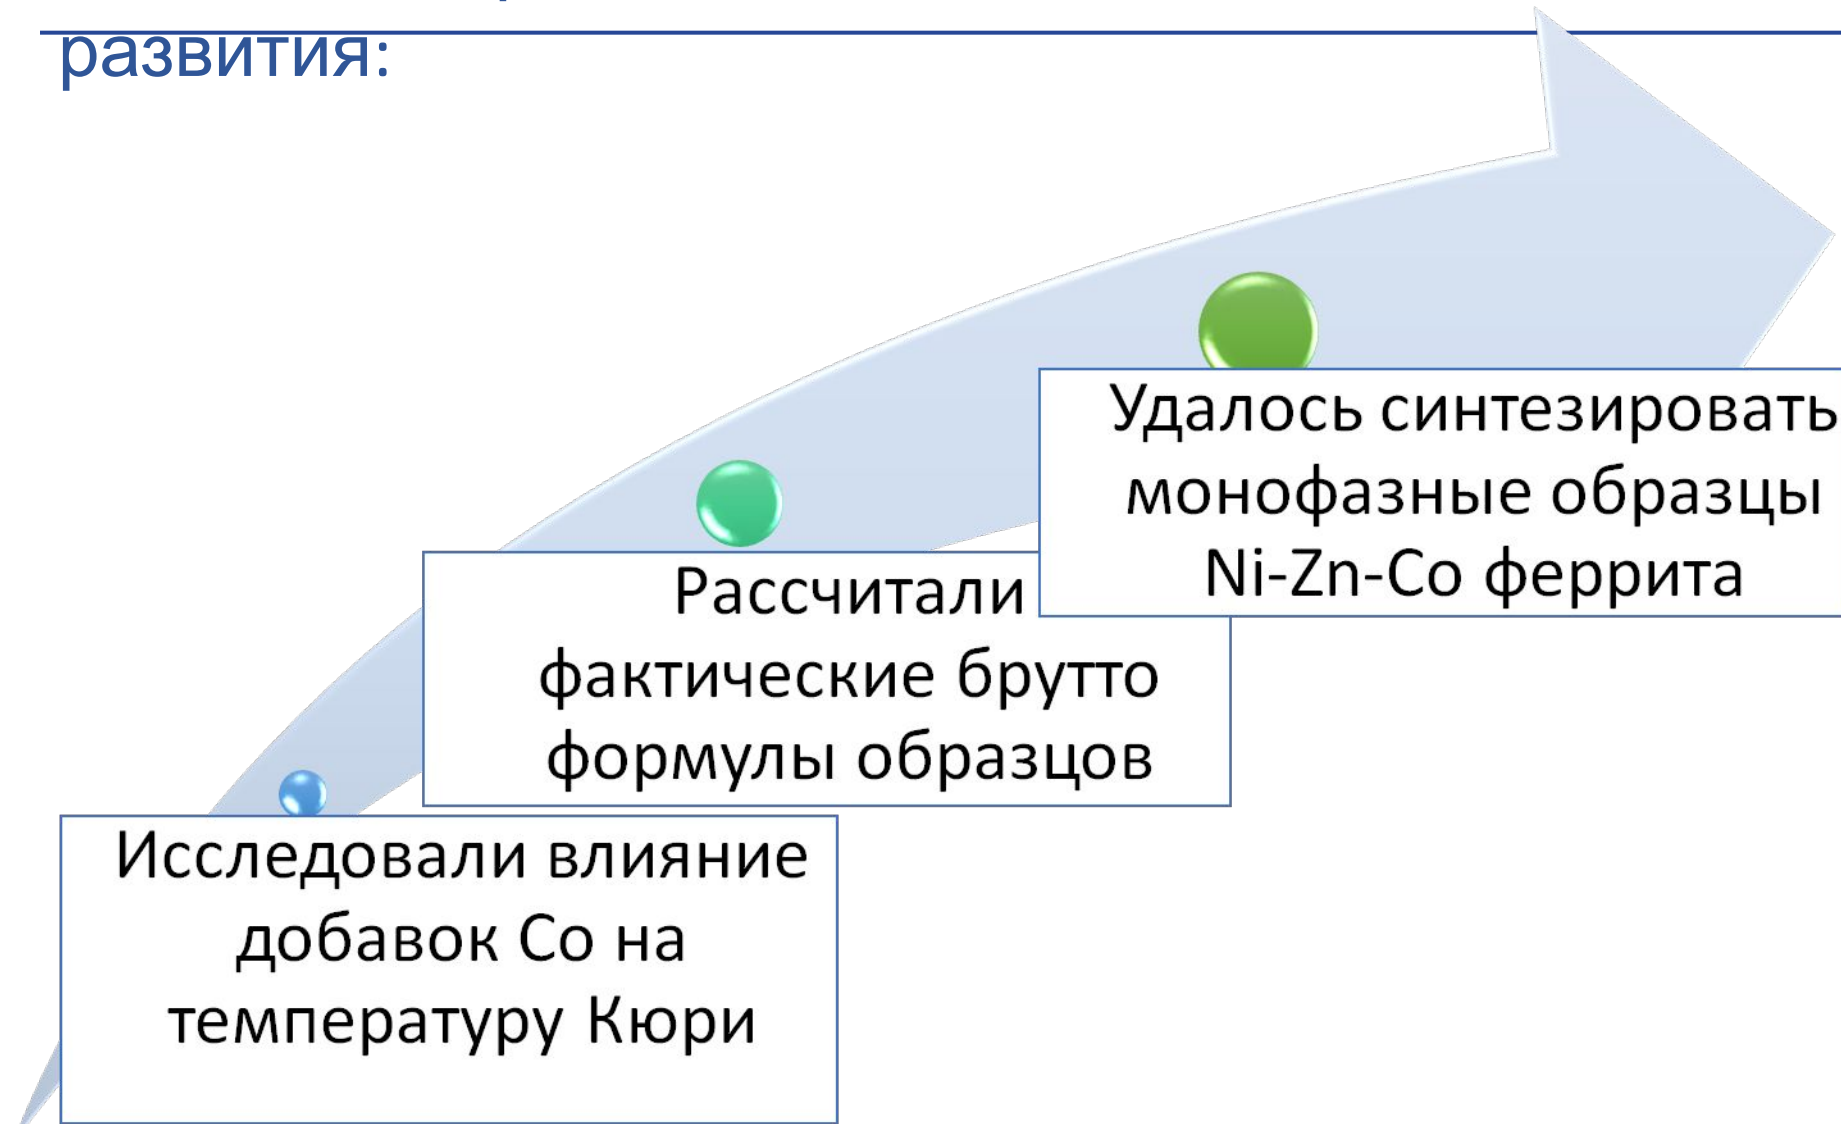 развития:
Удалось синтезировать
монофазные образцы
Ni-Zn-Co феррита
Рассчитали
фактические брутто
формулы образцов
Исследовали влияние
добавок Co на
температуру Кюри